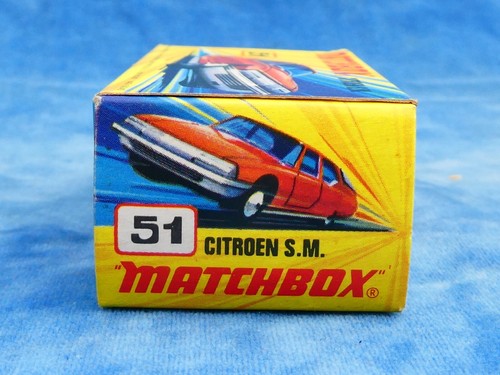 51
CITROEN S.M.
"MATCHBOX"®